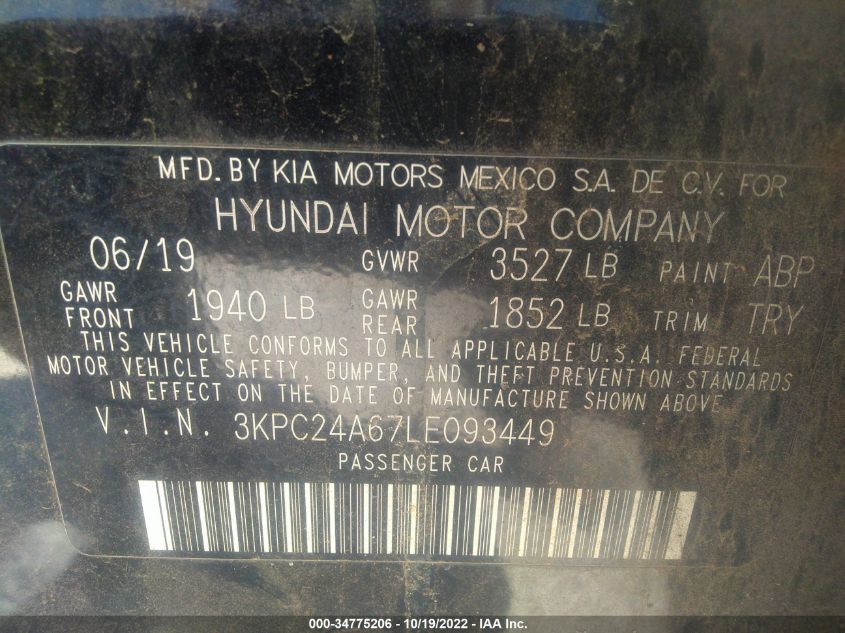 MFD. BY KIA MOTORS MEXICO S.A. DE C.V. FOR
HYUNDAI MOTOR COMPANY
06/19 GVWR 3527 LB PAINT ABP
GAWR FRONT 1940 LB GAWR REAR 1852 LB TRIM TRY
THIS VEHICLE CONFORMS TO ALL APPLICABLE U.S.A. FEDERAL
MOTOR VEHICLE SAFETY, BUMPER, AND THEFT PREVENTION STANDARDS
IN EFFECT ON THE DATE OF MANUFACTURE SHOWN ABOVE
V.I.N. 3KPC24A67LE093449
PASSENGER CAR
000-34775206 - 10/19/2022 - IAA Inc.